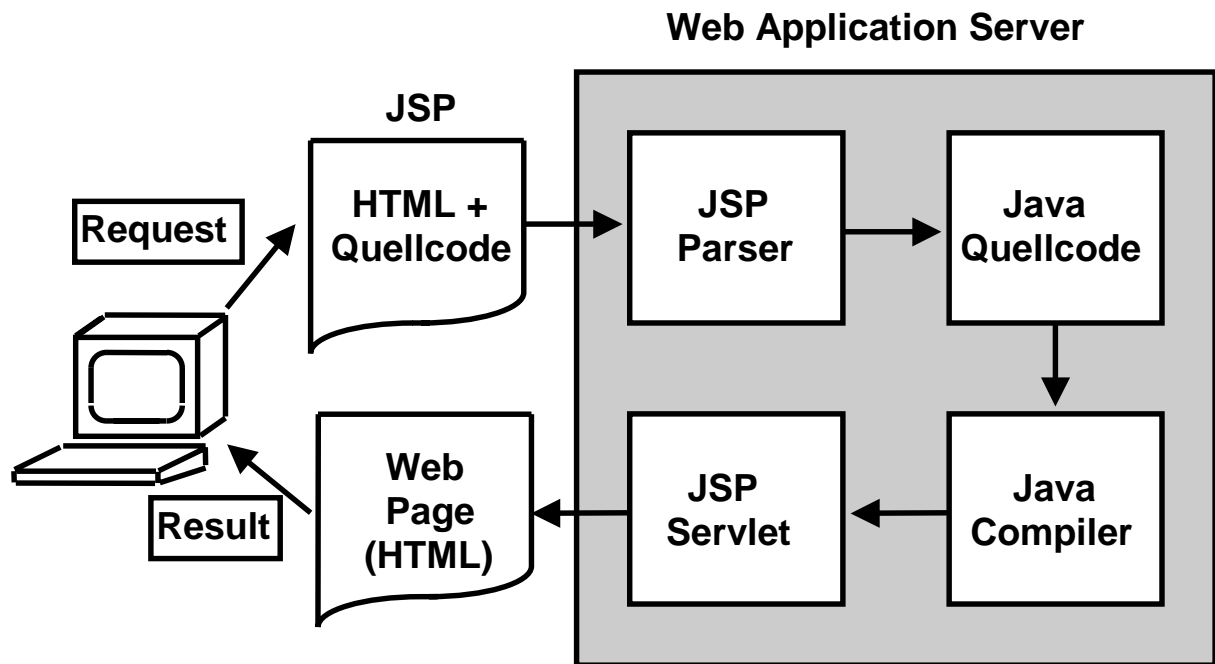 Web Application Server
JSP
HTML +
Quellcode
JSP
Parser
Java
Quellcode
Request
Web
Page
(HTML)
JSP
Servlet
Java
Compiler
Result